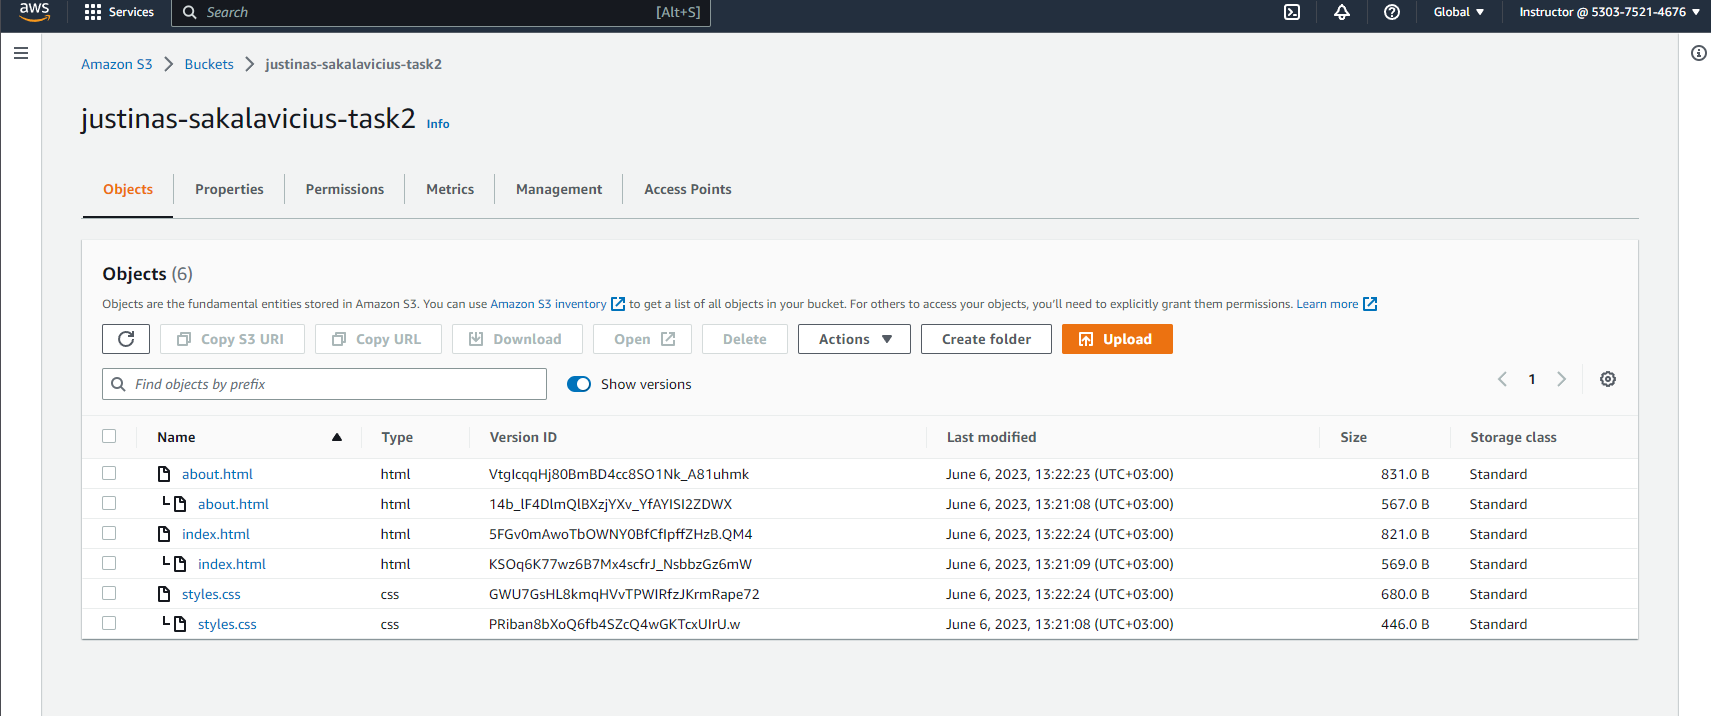 aws Services Search [Alt+S] Global Instructor @ 5303-7521-4676
Amazon S3 Buckets justinas-sakalavicius-task2
justinas-sakalavicius-task2 Info
Objects Properties Permissions Metrics Management Access Points
Objects (6)
Objects are the fundamental entities stored in Amazon S3. You can use Amazon S3 inventory to get a list of all objects in your bucket. For others to access your objects, you'll need to explicitly grant them permissions. Learn more
Copy S3 URI Copy URL Download Open Delete Actions Create folder Upload
Find objects by prefix Show versions 1
Name Type Version ID Last modified Size Storage class
about.html html VtgIcqqHj80BmBD4cc8SO1Nk_A81uhmk June 6, 2023, 13:22:23 (UTC+03:00) 831.0 B Standard
about.html html 14b_lF4DlmQlBXzjYXv_YfAYISI2ZDWX June 6, 2023, 13:21:08 (UTC+03:00) 567.0 B Standard
index.html html 5FGv0mAwoTbOWNY0BfCfIpffZHzB.QM4 June 6, 2023, 13:22:24 (UTC+03:00) 821.0 B Standard
index.html html KSOq6K77wz6B7Mx4scfrJ_NsbbzGz6mW June 6, 2023, 13:21:09 (UTC+03:00) 569.0 B Standard
styles.css css GWU7GsHL8kmqHVvTPWIRfzJKrmRape72 June 6, 2023, 13:22:24 (UTC+03:00) 680.0 B Standard
styles.css css PRiban8bXoQ6fb4SZcQ4wGKTcxUIrU.w June 6, 2023, 13:21:08 (UTC+03:00) 446.0 B Standard